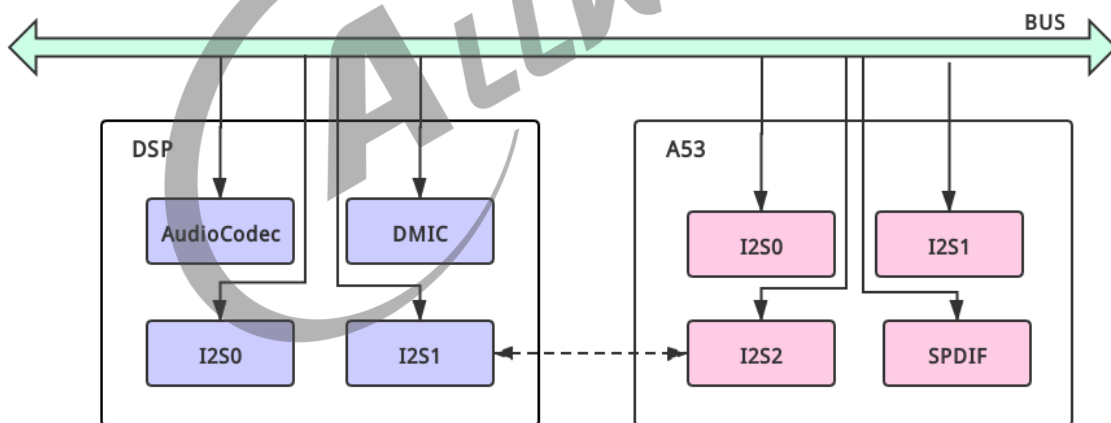 BUS
DSP
A53
AudioCodec
DMIC
I2S0
I2S1
I2S0
I2S1
I2S2
SPDIF